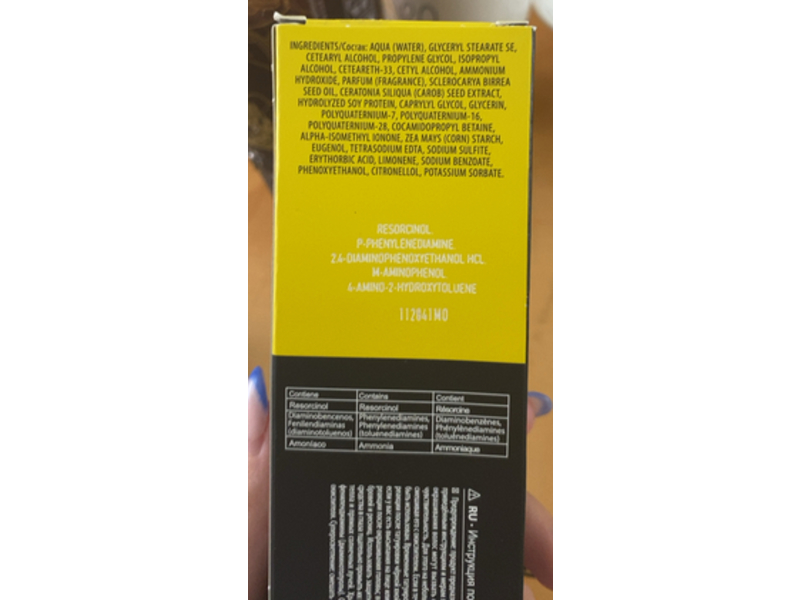 INGREDIENTS/Состав: AQUA (WATER), GLYCERYL STEARATE SE,
CETEARYL ALCOHOL, PROPYLENE GLYCOL, ISOPROPYL
ALCOHOL, CETEARETH-33, CETYL ALCOHOL, AMMONIUM
HYDROXIDE, PARFUM (FRAGRANCE), SCLEROCARYA BIRREA
SEED OIL, CERATONIA SILIQUA (CAROB) SEED EXTRACT,
HYDROLYZED SOY PROTEIN, CAPRYLYL GLYCOL, GLYCERIN,
POLYQUATERNIUM-7, POLYQUATERNIUM-16,
POLYQUATERNIUM-28, COCAMIDOPROPYL BETAINE,
ALPHA-ISOMETHYL IONONE, ZEA MAYS (CORN) STARCH,
EUGENOL, TETRASODIUM EDTA, SODIUM SULFITE,
ERYTHORBIC ACID, LIMONENE, SODIUM BENZOATE,
PHENOXYETHANOL, CITRONELLOL, POTASSIUM SORBATE.
RESORCINOL.
P-PHENYLENEDIAMINE.
2,4-DIAMINOPHENOXYETHANOL HCL.
M-AMINOPHENOL
4-AMINO-2-HYDROXYTOLUENE
112041MO
Contiene Contains Contient
Resorcinol Resorcinol Résorcine
Diaminobencenos, Phenylenediamines, Diaminobenzènes,
Fenilendiaminas Phenylenediamines Phénylènediamines
(diaminotoluenos) (toluenediamines) (toluènediamines)
Amoníaco Ammonia Ammoniaque
RU - Инструкция по